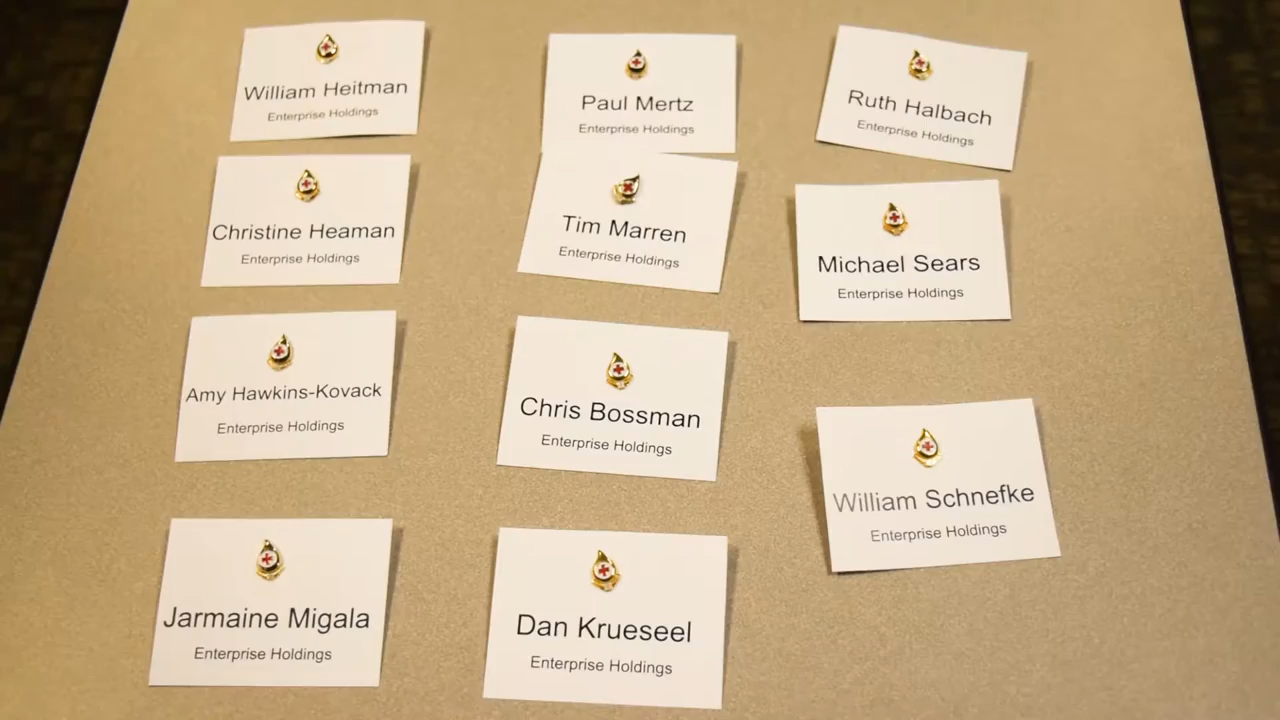 William Heitman
Enterprise Holdings
Paul Mertz
Enterprise Holdings
Ruth Halbach
Enterprise Holdings
Christine Heaman
Enterprise Holdings
Tim Marren
Enterprise Holdings
Michael Sears
Enterprise Holdings
Amy Hawkins-Kovack
Enterprise Holdings
Chris Bossman
Enterprise Holdings
William Schnefke
Enterprise Holdings
Jarmaine Migala
Enterprise Holdings
Dan Krueseel
Enterprise Holdings